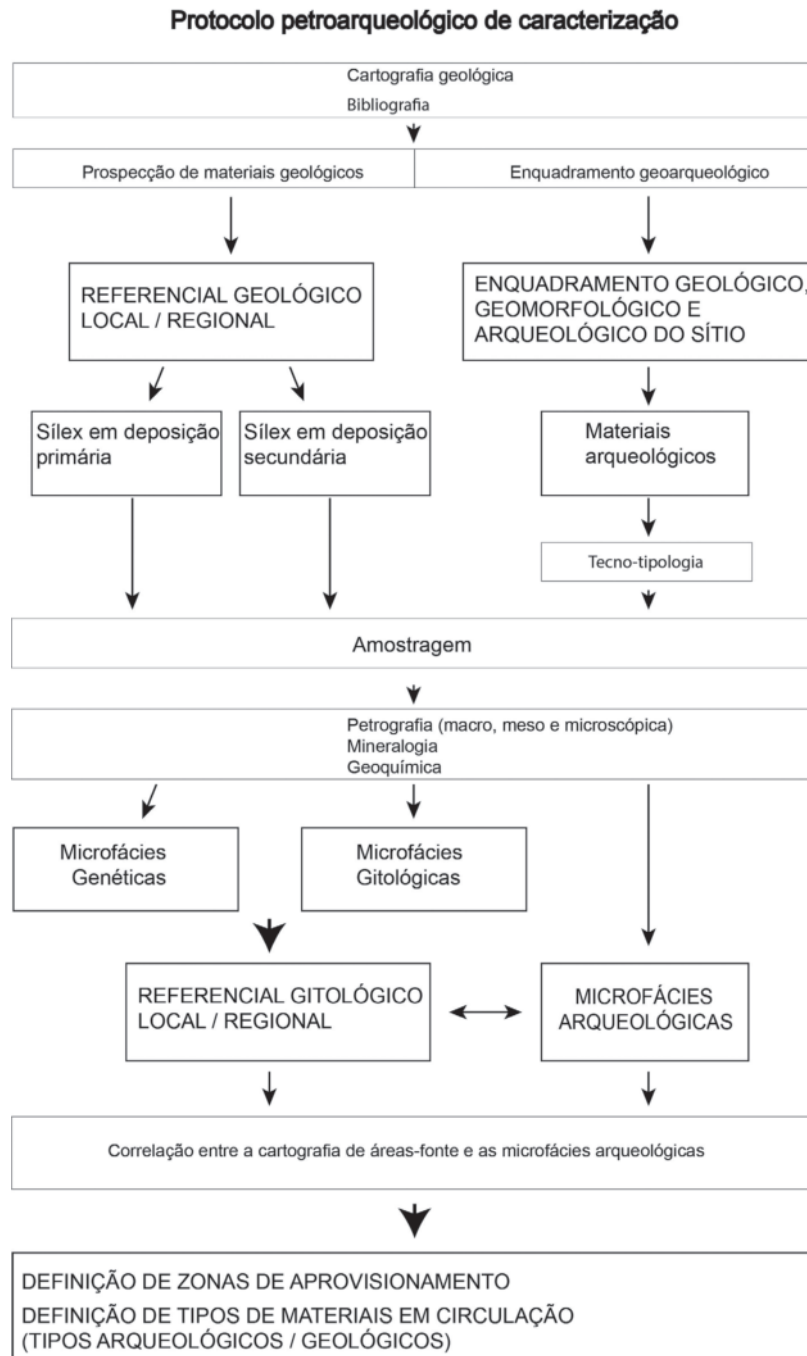 Protocolo petroarqueológico de caracterização
Cartografia geológica
Bibliografia
Prospecção de materiais geológicos
Enquadramento geoarqueológico
REFERENCIAL GEOLÓGICO
LOCAL / REGIONAL
ENQUADRAMENTO GEOLÓGICO,
GEOMORFOLÓGICO E
ARQUEOLÓGICO DO SÍTIO
Sílex em deposição
primária
Sílex em deposição
secundária
Materiais
arqueológicos
Tecno-tipologia
Amostragem
Petrografia (macro, meso e microscópica)
Mineralogia
Geoquímica
Microfácies
Genéticas
Microfácies
Gitológicas
REFERENCIAL GITOLÓGICO
LOCAL / REGIONAL
MICROFÁCIES
ARQUEOLÓGICAS
Correlação entre a cartografia de áreas-fonte e as microfácies arqueológicas
DEFINIÇÃO DE ZONAS DE APROVISIONAMENTO
DEFINIÇÃO DE TIPOS DE MATERIAIS EM CIRCULAÇÃO
(TIPOS ARQUEOLÓGICOS / GEOLÓGICOS)